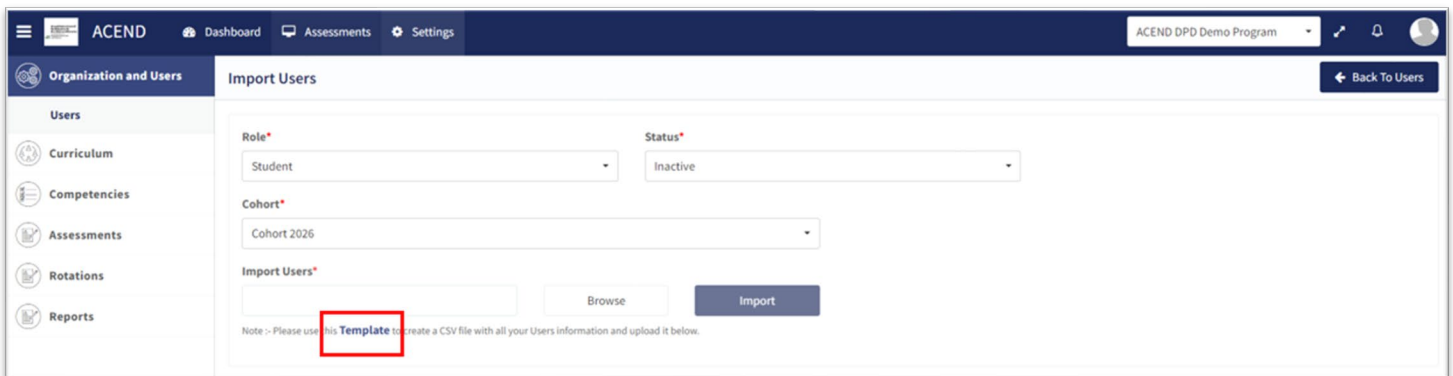 ACEND Dashboard Assessments Settings ACEND DPD Demo Program
Organization and Users
Users
Curriculum
Competencies
Assessments
Rotations
Reports
Import Users Back To Users
Role* Status*
Student Inactive
Cohort*
Cohort 2026
Import Users*
Browse Import
Note :- Please use this Template to create a CSV file with all your Users information and upload it below.